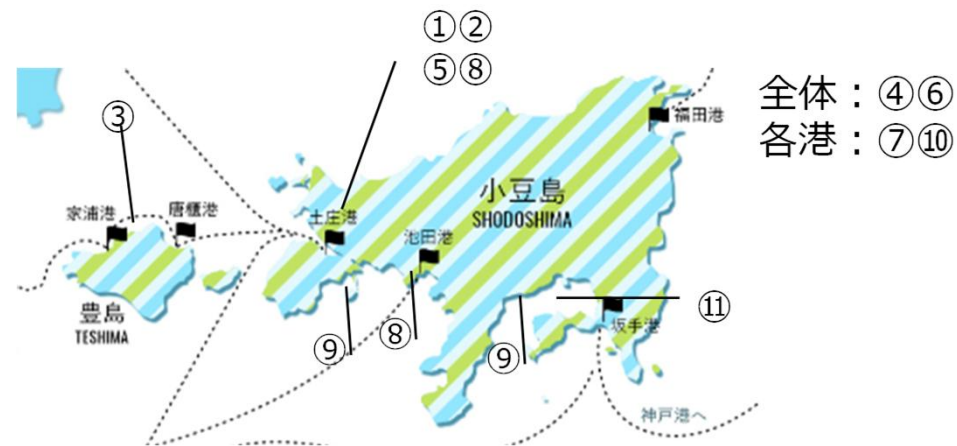 ①②
⑤⑧
全体：④⑥
各港：⑦⑩
③
福田港
小豆島
SHODOSHIMA
家浦港
唐櫃港
土庄港
池田港
豊島
TESHIMA
⑨
⑧
⑨
⑪
坂手港
神戸港へ